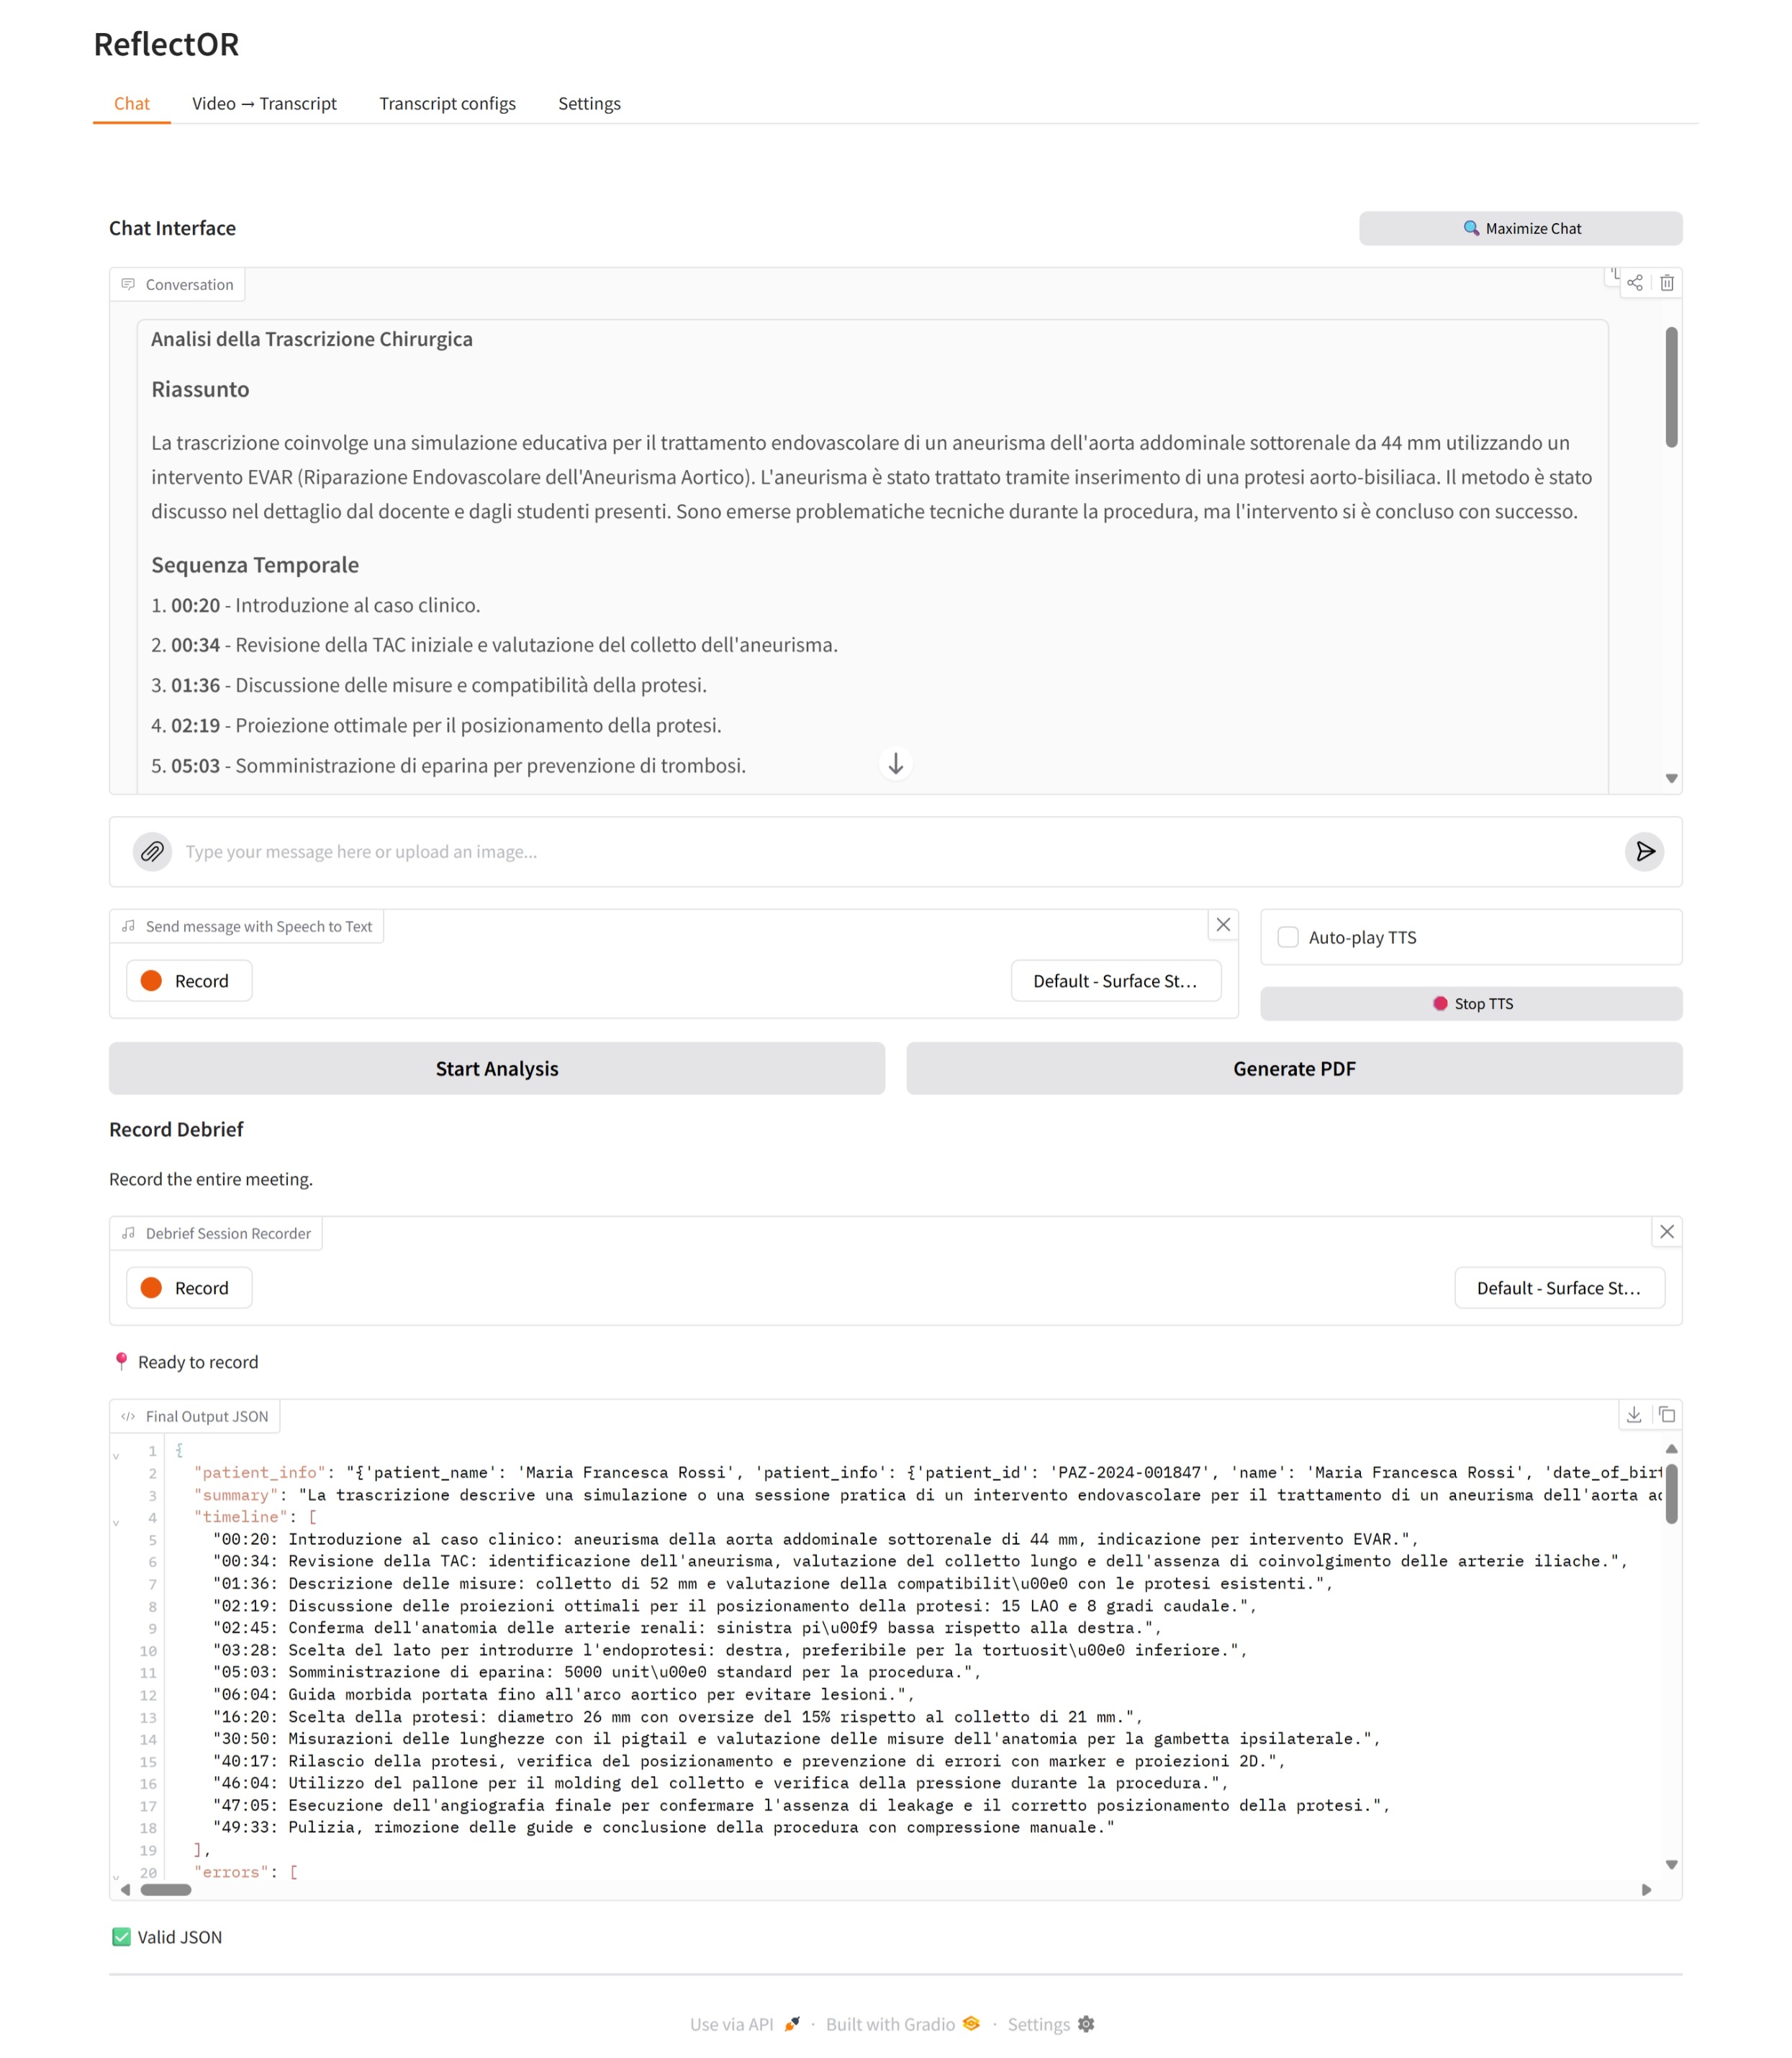 ReflectOR
Chat Video → Transcript Transcript configs Settings
Chat Interface
Maximize Chat
Conversation
Analisi della Trascrizione Chirurgica
Riassunto
La trascrizione coinvolge una simulazione educativa per il trattamento endovascolare di un aneurisma dell'aorta addominale sottorenale da 44 mm utilizzando un
intervento EVAR (Riparazione Endovascolare dell'Aneurisma Aortico). L'aneurisma è stato trattato tramite inserimento di una protesi aorto-bisiliaca. Il metodo è stato
discusso nel dettaglio dal docente e dagli studenti presenti. Sono emerse problematiche tecniche durante la procedura, ma l'intervento si è concluso con successo.
Sequenza Temporale
1. 00:20 - Introduzione al caso clinico.
2. 00:34 - Revisione della TAC iniziale e valutazione del colletto dell'aneurisma.
3. 01:36 - Discussione delle misure e compatibilità della protesi.
4. 02:19 - Proiezione ottimale per il posizionamento della protesi.
5. 05:03 - Somministrazione di eparina per prevenzione di trombosi.
Type your message here or upload an image...
Send message with Speech to Text
Record
Default - Surface St...
Auto-play TTS
Stop TTS
Start Analysis
Generate PDF
Record Debrief
Record the entire meeting.
Debrief Session Recorder
Record
Default - Surface St...
Ready to record
Final Output JSON
1 {
2 "patient_info": "{'patient_name': 'Maria Francesca Rossi', 'patient_info': {'patient_id': 'PAZ-2024-001847', 'name': 'Maria Francesca Rossi', 'date_of_birt
3 "summary": "La trascrizione descrive una simulazione o una sessione pratica di un intervento endovascolare per il trattamento di un aneurisma dell'aorta ad
4 "timeline": [
5 "00:20: Introduzione al caso clinico: aneurisma della aorta addominale sottorenale di 44 mm, indicazione per intervento EVAR.",
6 "00:34: Revisione della TAC: identificazione dell'aneurisma, valutazione del colletto lungo e dell'assenza di coinvolgimento delle arterie iliache.",
7 "01:36: Descrizione delle misure: colletto di 52 mm e valutazione della compatibilit\u00e0 con le protesi esistenti.",
8 "02:19: Discussione delle proiezioni ottimali per il posizionamento della protesi: 15 LAO e 8 gradi caudale.",
9 "02:45: Conferma dell'anatomia delle arterie renali: sinistra pi\u00f9 bassa rispetto alla destra.",
10 "03:28: Scelta del lato per introdurre l'endoprotesi: destra, preferibile per la tortuosit\u00e0 inferiore.",
11 "05:03: Somministrazione di eparina: 5000 unit\u00e0 standard per la procedura.",
12 "06:04: Guida morbida portata fino all'arco aortico per evitare lesioni.",
13 "16:20: Scelta della protesi: diametro 26 mm con oversize del 15% rispetto al colletto di 21 mm.",
14 "30:50: Misurazioni delle lunghezze con il pigtail e valutazione delle misure dell'anatomia per la gambetta ipsilaterale.",
15 "40:17: Rilascio della protesi, verifica del posizionamento e prevenzione di errori con marker e proiezioni 2D.",
16 "46:04: Utilizzo del pallone per il molding del colletto e verifica della pressione durante la procedura.",
17 "47:05: Esecuzione dell'angiografia finale per confermare l'assenza di leakage e il corretto posizionamento della protesi.",
18 "49:33: Pulizia, rimozione delle guide e conclusione della procedura con compressione manuale."
19 ],
20 "errors": [
Valid JSON
Use via API · Built with Gradio · Settings